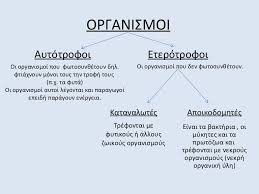 ΟΡΓΑΝΙΣΜΟΙ
Αυτότροφοι
Οι οργανισμοί που φωτοσυνθέτουν δηλ.
φτιάχνουν μόνοι τους την τροφή τους
(π.χ. τα φυτά)
Οι οργανισμοί αυτοί λέγονται και παραγωγοί
επειδή παράγουν ενέργεια.
Ετερότροφοι
Οι οργανισμοί που δεν φωτοσυνθέτουν.
Καταναλωτές
Τρέφονται με
φυτικούς ή άλλους
ζωικούς οργανισμούς
Αποικοδομητές
Είναι τα βακτήρια , οι
μύκητες και τα
πρωτόζωα και
τρέφονται με νεκρούς
οργανισμούς (νεκρή
οργανική ύλη)